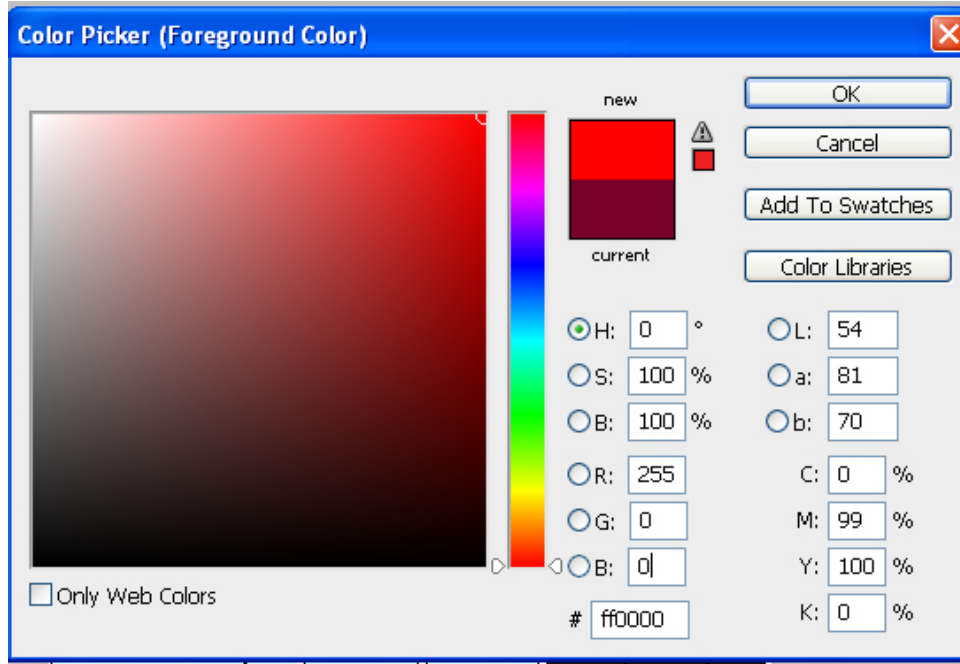 Color Picker (Foreground Color)
new
current
OK
Cancel
Add To Swatches
Color Libraries
H: 0 °
S: 100 %
B: 100 %
R: 255
G: 0
B: 0
# ff0000
L: 54
a: 81
b: 70
C: 0 %
M: 99 %
Y: 100 %
K: 0 %
Only Web Colors